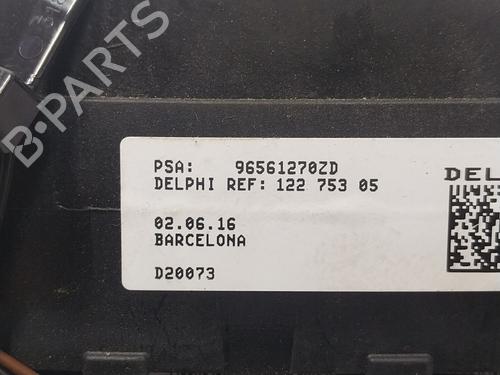 B-PARTS
PSA: 96561270ZD
DELPHI REF: 122 753 05
DEL
02.06.16
BARCELONA
D20073